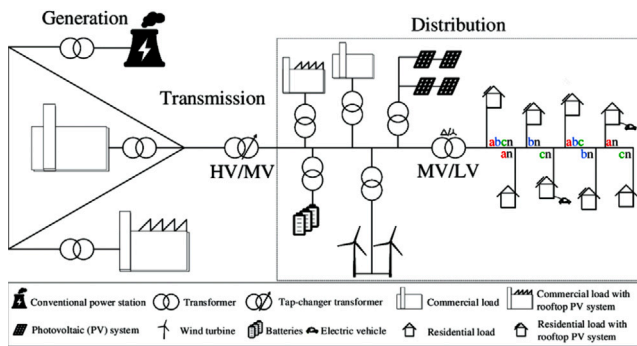 Generation
Distribution
Transmission
HV/MV
MV/LV
abcn bn abc an
an cn bn cn
Conventional power station Transformer Tap-changer transformer Commercial load Commercial load with rooftop PV system
Photovoltaic (PV) system Wind turbine Batteries Electric vehicle Residential load Residential load with rooftop PV system